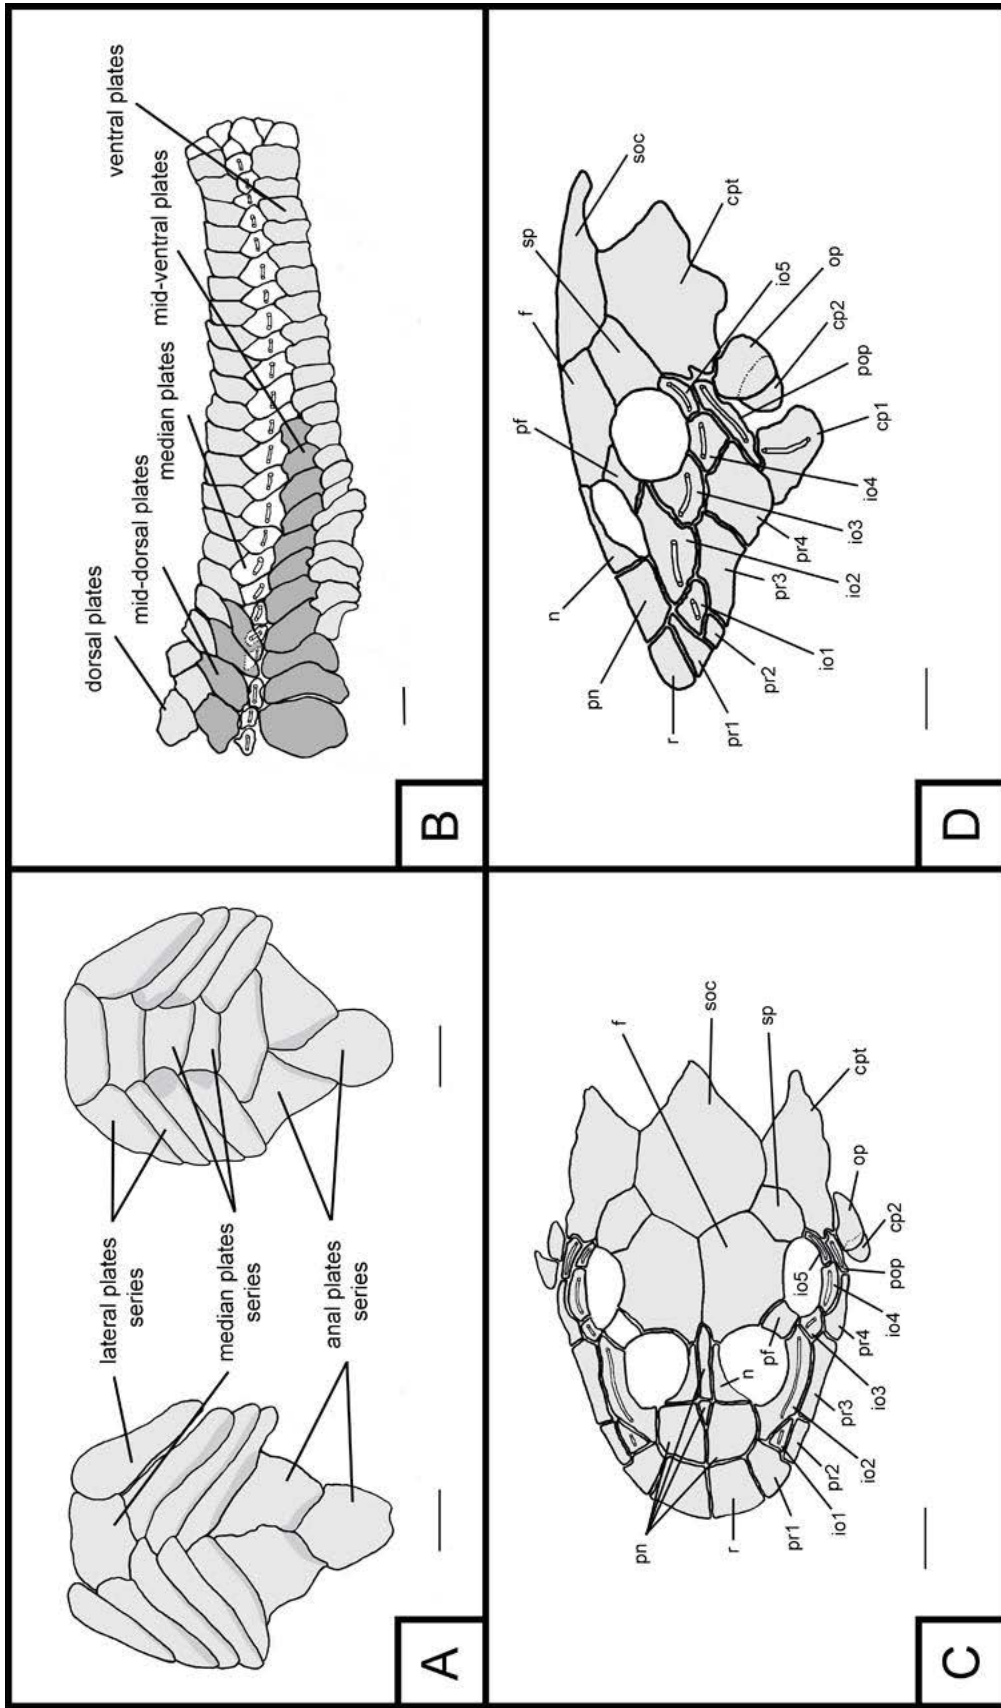 A
lateral plates
series
median plates
series
anal plates
series
B
dorsal plates
mid-dorsal plates
median plates
mid-ventral plates
ventral plates
C
pn
r
pr1
io1
pr2
io2
pr3
io3
pr4
io4
pop
cp2
op
cpt
sp
soc
f
n
pf
io5
D
r
pn
n
pf
f
sp
soc
cpt
io5
op
cp2
pop
cp1
io4
io3
pr4
io2
pr3
io1
pr2
pr1